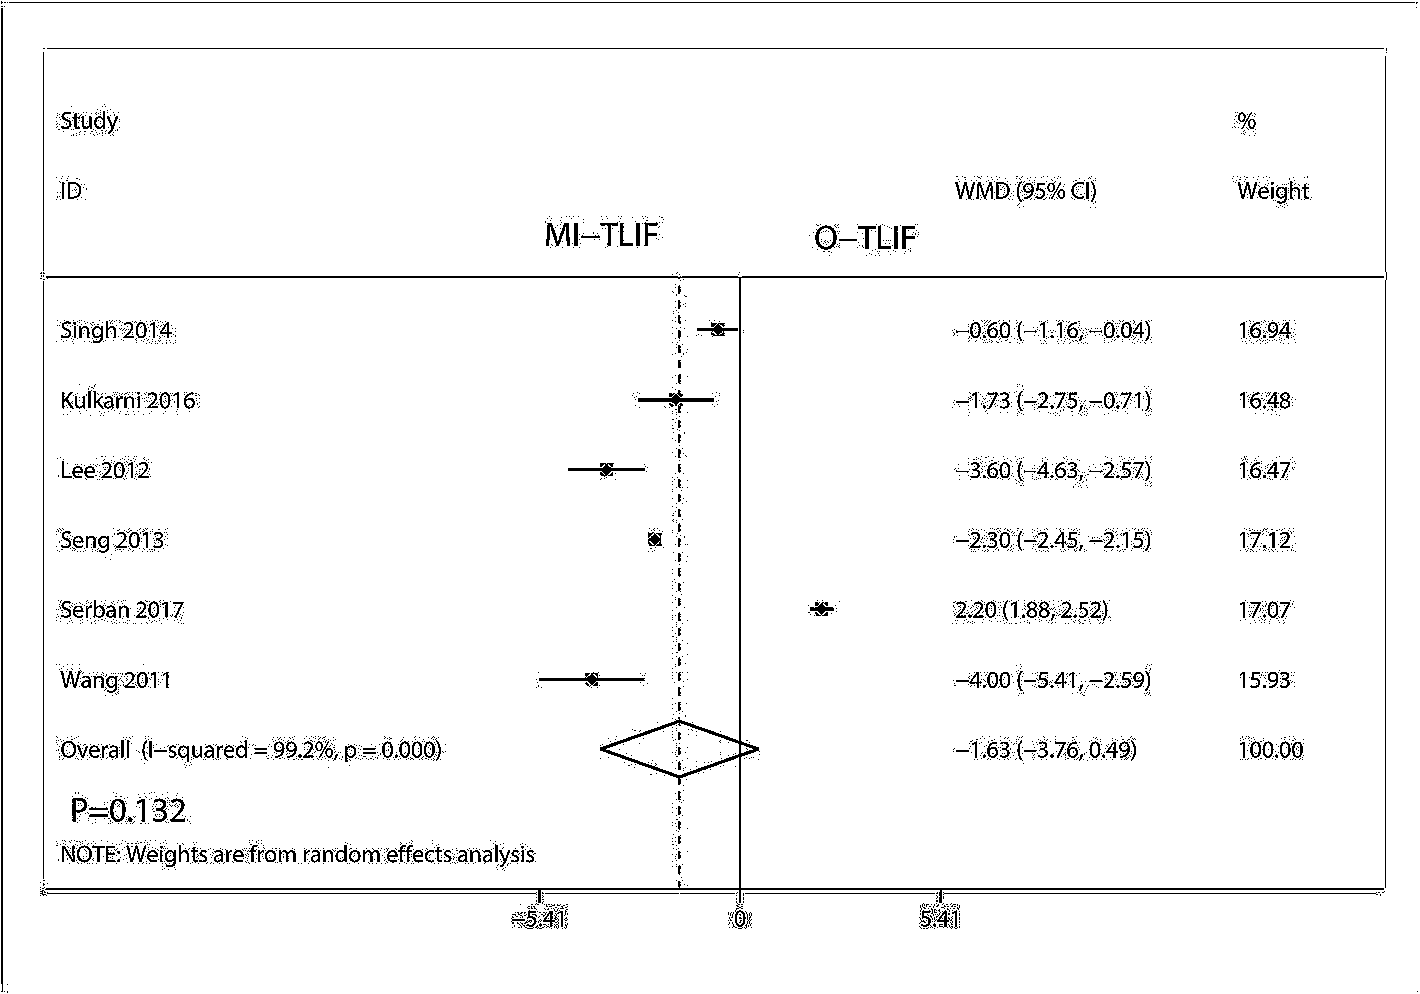 Study %
ID WMD (95% CI) Weight
MI−TLIF O−TLIF
Singh 2014 −0.60 (−1.16, −0.04) 16.94
Kulkarni 2016 −1.73 (−2.75, −0.71) 16.48
Lee 2012 −3.60 (−4.63, −2.57) 16.47
Seng 2013 −2.30 (−2.45, −2.15) 17.12
Serban 2017 2.20 (1.88, 2.52) 17.07
Wang 2011 −4.00 (−5.41, −2.59) 15.93
Overall (I−squared = 99.2%, p = 0.000) −1.63 (−3.76, 0.49) 100.00
P=0.132
NOTE: Weights are from random effects analysis
−5.41 0 5.41